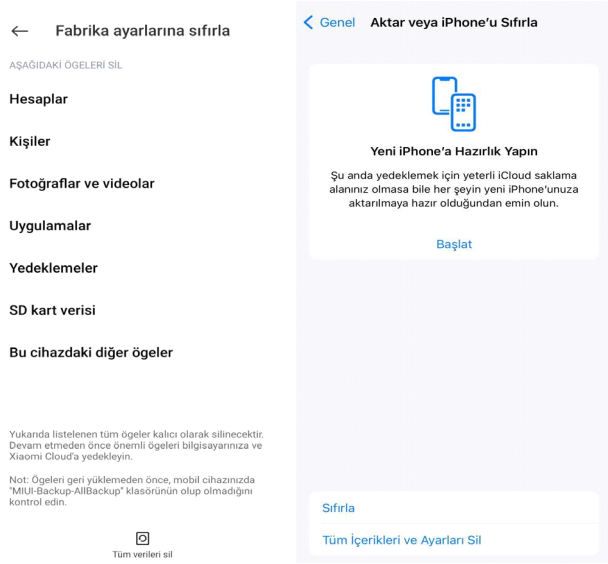 Fabrika ayarlarına sıfırla
AŞAĞIDAKİ ÖGELERİ SİL
Hesaplar
Kişiler
Fotoğraflar ve videolar
Uygulamalar
Yedeklemeler
SD kart verisi
Bu cihazdaki diğer ögeler
Yukarıda listelenen tüm ögeler kalıcı olarak silinecektir.
Devam etmeden önce önemli ögeleri bilgisayarınıza ve
Xiaomi Cloud'a yedekleyin.
Not: Ögeleri geri yüklemeden önce, mobil cihazınızda
"MIUI-Backup-AllBackup" klasörünün olup olmadığını
kontrol edin.
Tüm verileri sil
Genel Aktar veya iPhone'u Sıfırla
Yeni iPhone'a Hazırlık Yapın
Şu anda yedeklemek için yeterli iCloud saklama
alanınız olmasa bile her şeyin yeni iPhone'unuza
aktarılmaya hazır olduğundan emin olun.
Başlat
Sıfırla
Tüm İçerikleri ve Ayarları Sil